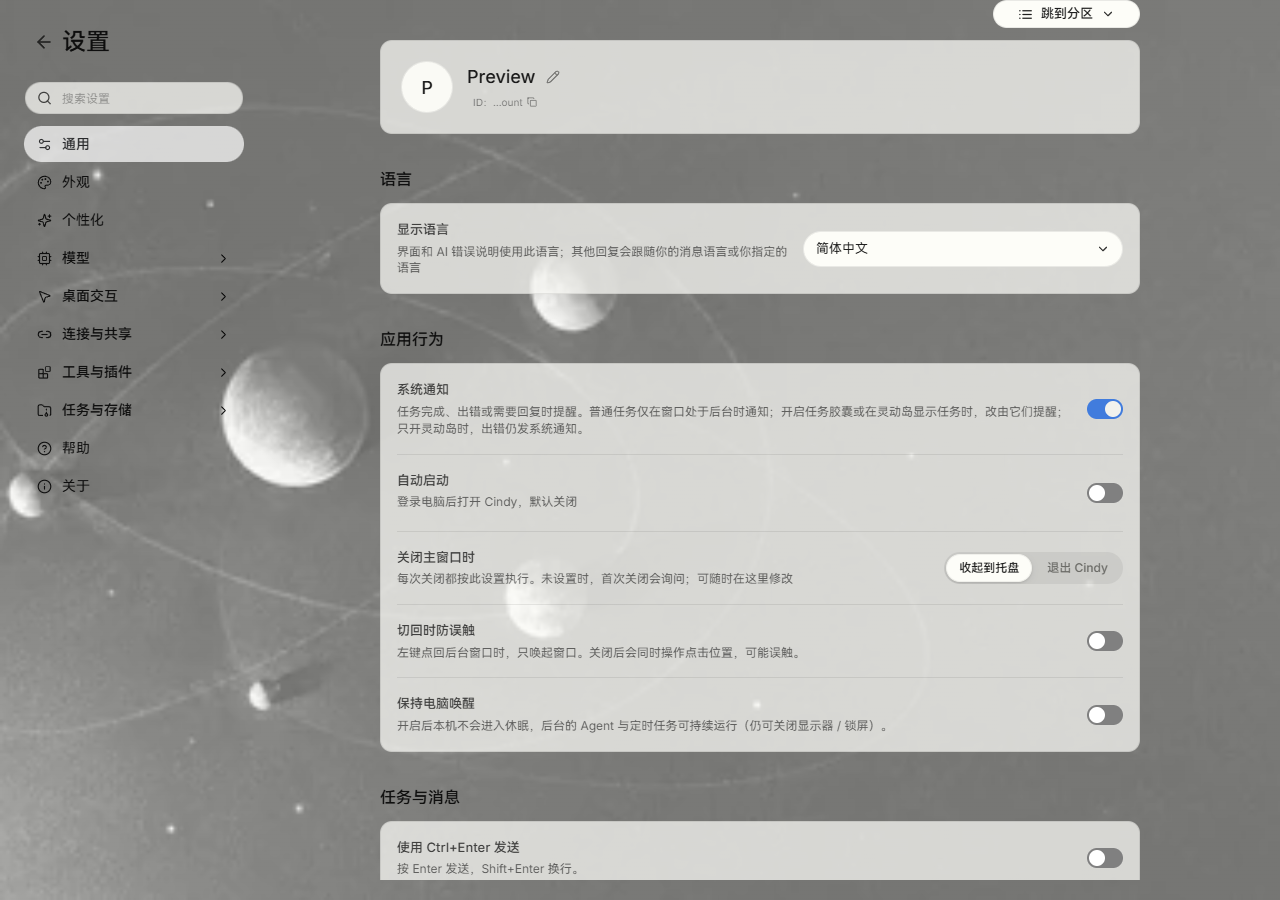 跳到分区
设置
搜索设置
通用
外观
个性化
模型
桌面交互
连接与共享
工具与插件
任务与存储
帮助
关于
P
Preview
ID: ...ount
语言
显示语言
界面和 AI 错误说明使用此语言；其他回复会跟随你的消息语言或你指定的
语言
简体中文
应用行为
系统通知
任务完成、出错或需要回复时提醒。普通任务仅在窗口处于后台时通知；开启任务胶囊或在灵动岛显示任务时，改由它们提醒；
只开灵动岛时，出错仍发系统通知。
自动启动
登录电脑后打开 Cindy，默认关闭
关闭主窗口时
每次关闭都按此设置执行。未设置时，首次关闭会询问；可随时在这里修改
收起到托盘
退出 Cindy
切回时防误触
左键点回后台窗口时，只唤起窗口。关闭后会同时操作点击位置，可能误触。
保持电脑唤醒
开启后本机不会进入休眠，后台的 Agent 与定时任务可持续运行（仍可关闭显示器 / 锁屏）。
任务与消息
使用 Ctrl+Enter 发送
按 Enter 发送，Shift+Enter 换行。